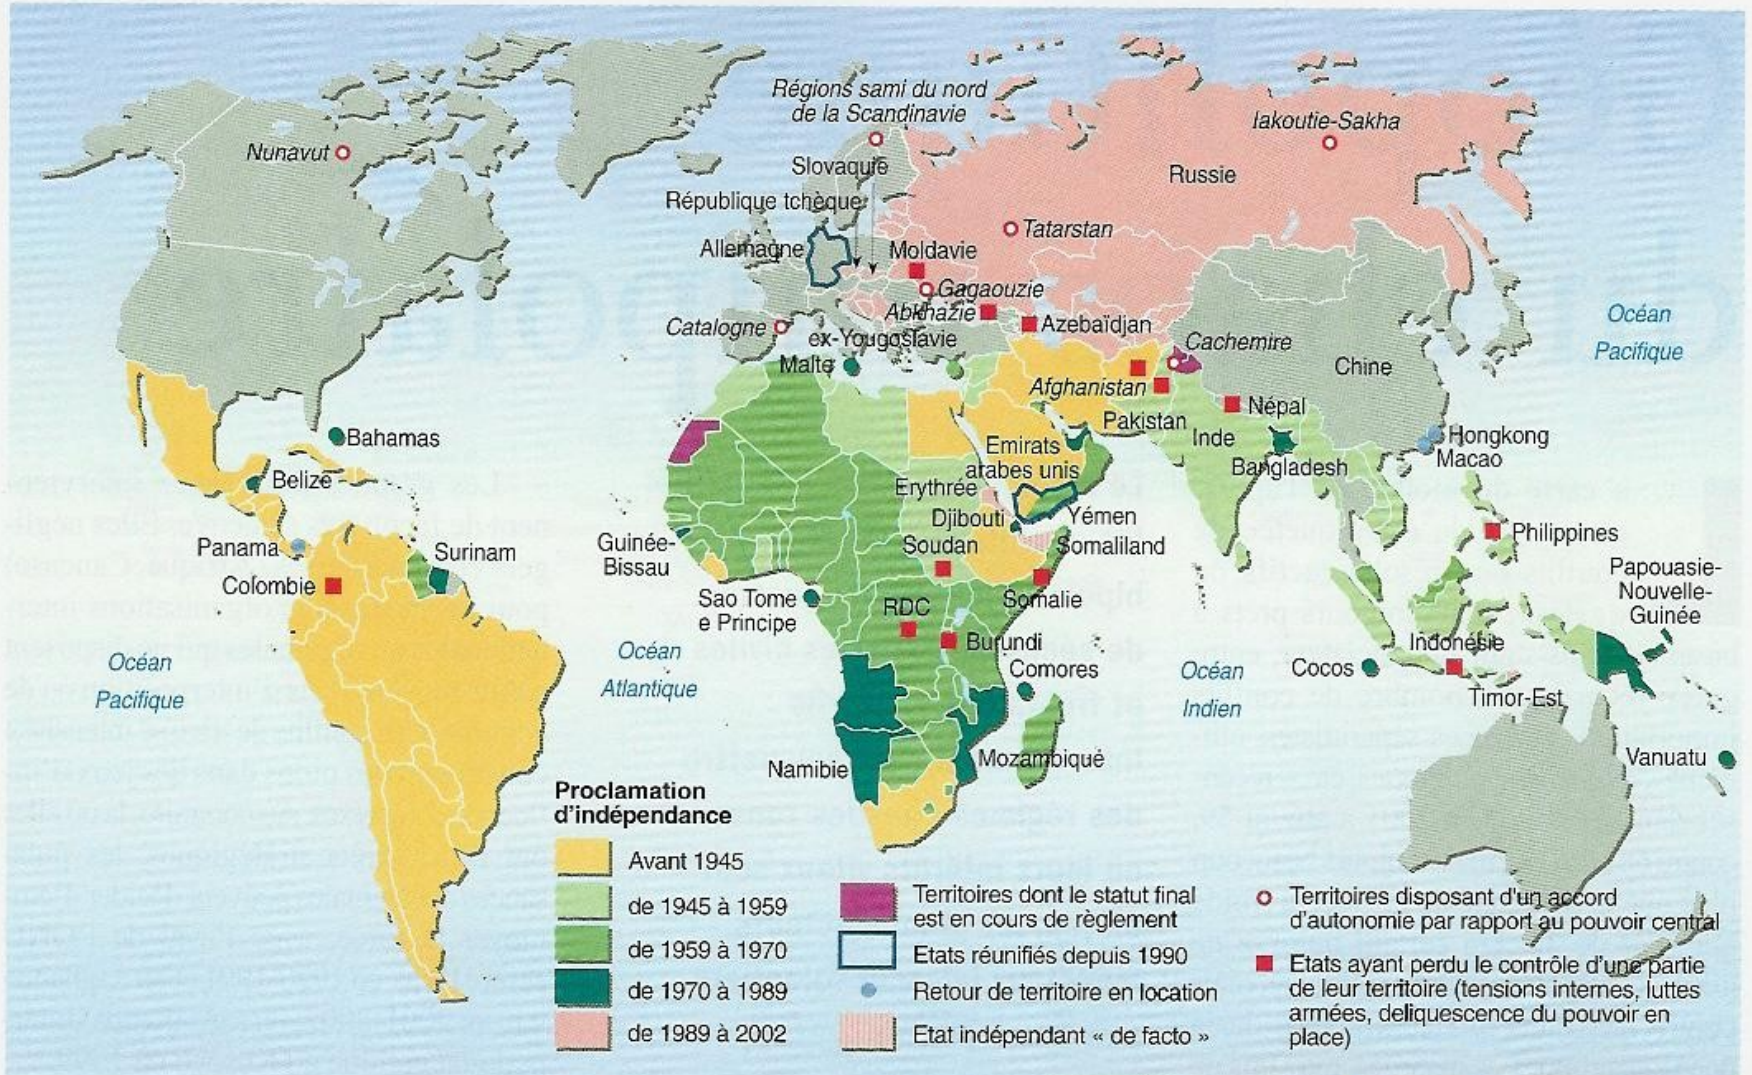 Régions sami du nord
de la Scandinavie
Iakoutie-Sakha
Nunavut
Slovaquie
Russie
République tchèque
Tatarstan
Allemagne
Moldavie
Gagaouzie
Abkhazie
Océan
Pacifique
Catalogne
Azebaïdjan
ex-Yougoslavie
Cachemire
Malte
Chine
Afghanistan
Népal
Pakistan
Bahamas
Inde
Hongkong
Macao
Emirats
arabes unis
Bangladesh
Belize
Erythrée
Djibouti
Yémen
Philippines
Panama
Surinam
Guinée-
Bissau
Soudan
Somaliland
Colombie
Papouasie-
Nouvelle-
Guinée
Sao Tome
e Principe
RDC
Somalie
Burundi
Indonésie
Océan
Pacifique
Océan
Atlantique
Comores
Océan
Indien
Cocos
Timor-Est
Mozambique
Namibie
Vanuatu
Proclamation
d'indépendance
Avant 1945
de 1945 à 1959
de 1959 à 1970
de 1970 à 1989
de 1989 à 2002
Territoires dont le statut final
est en cours de règlement
Etats réunifiés depuis 1990
Retour de territoire en location
Etat indépendant « de facto »
Territoires disposant d'un accord
d'autonomie par rapport au pouvoir central
Etats ayant perdu le contrôle d'une partie
de leur territoire (tensions internes, luttes
armées, deliquescence du pouvoir en
place)